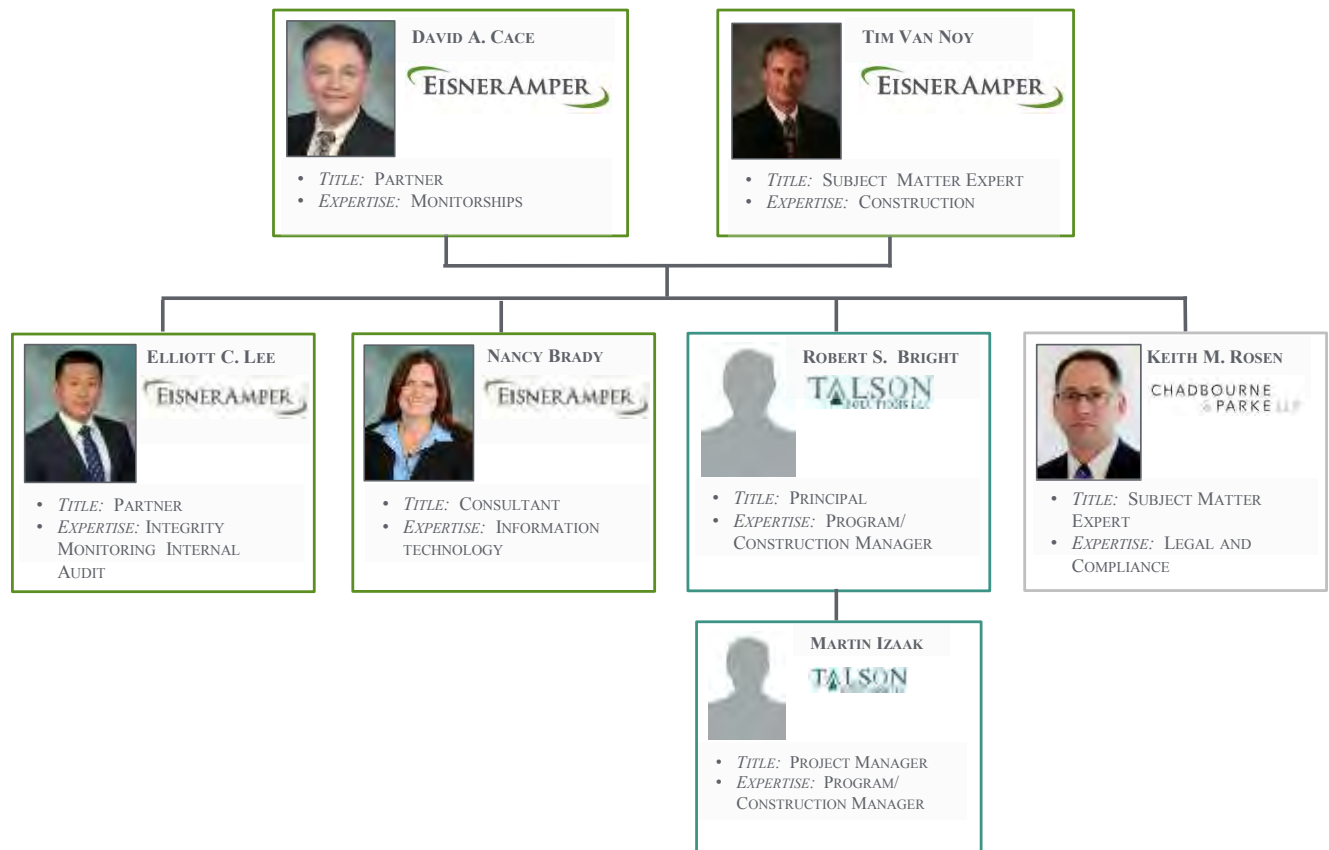 DAVID A. CACE
EISNERAMPER
• TITLE: PARTNER
• EXPERTISE: MONITORSHIPS
TIM VAN NOY
EISNERAMPER
• TITLE: SUBJECT MATTER EXPERT
• EXPERTISE: CONSTRUCTION
ELLIOTT C. LEE
EISNERAMPER
• TITLE: PARTNER
• EXPERTISE: INTEGRITY
MONITORING INTERNAL
AUDIT
NANCY BRADY
EISNERAMPER
• TITLE: CONSULTANT
• EXPERTISE: INFORMATION
TECHNOLOGY
ROBERT S. BRIGHT
TALSON
SOLUTIONS LLC
• TITLE: PRINCIPAL
• EXPERTISE: PROGRAM/
CONSTRUCTION MANAGER
KEITH M. ROSEN
CHADBOURNE
& PARKE LLP
• TITLE: SUBJECT MATTER
EXPERT
• EXPERTISE: LEGAL AND
COMPLIANCE
MARTIN IZAAK
TALSON
• TITLE: PROJECT MANAGER
• EXPERTISE: PROGRAM/
CONSTRUCTION MANAGER